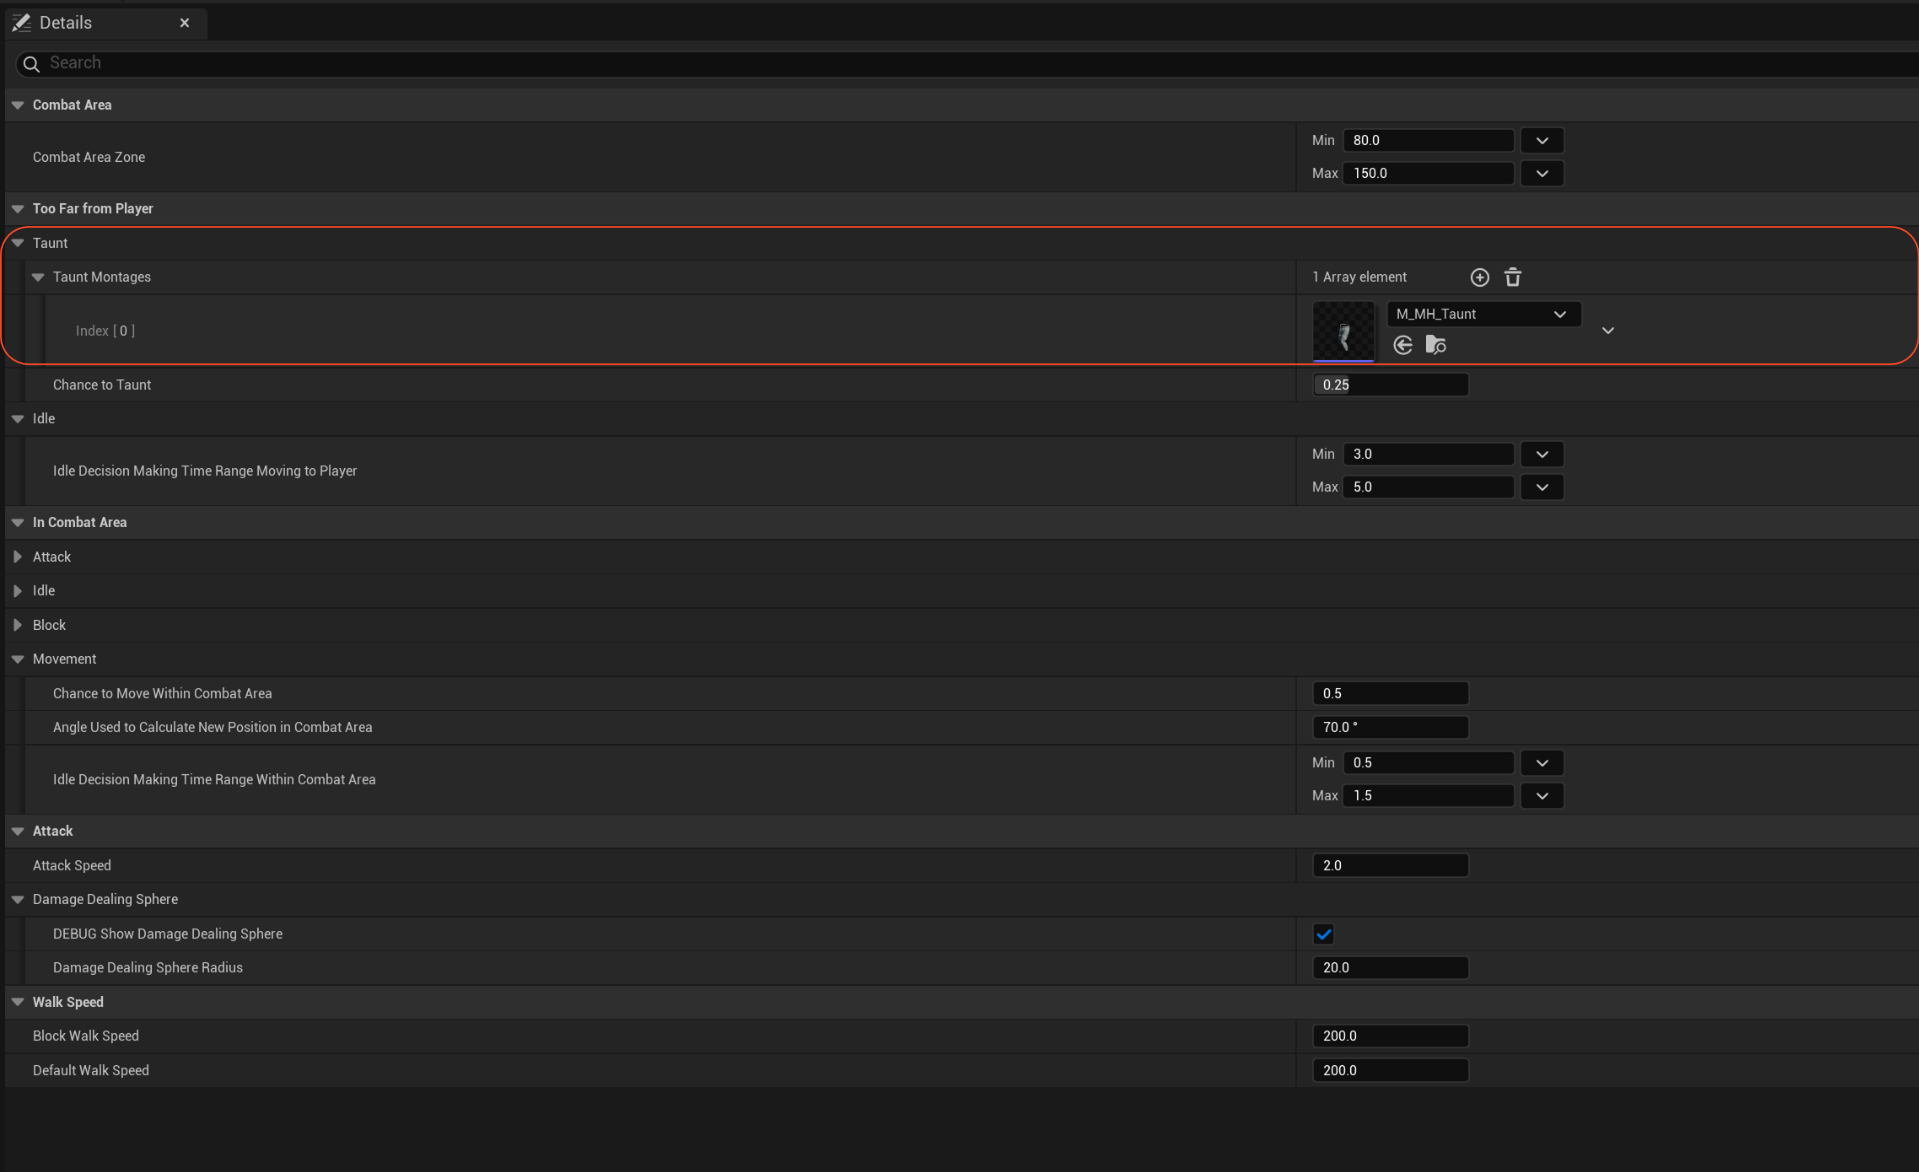 Details
Search
Combat Area
Combat Area Zone
Min 80.0
Max 150.0
Too Far from Player
Taunt
Taunt Montages
1 Array element
Index [ 0 ]
M_MH_Taunt
Chance to Taunt
0.25
Idle
Idle Decision Making Time Range Moving to Player
Min 3.0
Max 5.0
In Combat Area
Attack
Idle
Block
Movement
Chance to Move Within Combat Area
0.5
Angle Used to Calculate New Position in Combat Area
70.0 °
Idle Decision Making Time Range Within Combat Area
Min 0.5
Max 1.5
Attack
Attack Speed
2.0
Damage Dealing Sphere
DEBUG Show Damage Dealing Sphere
Damage Dealing Sphere Radius
20.0
Walk Speed
Block Walk Speed
200.0
Default Walk Speed
200.0